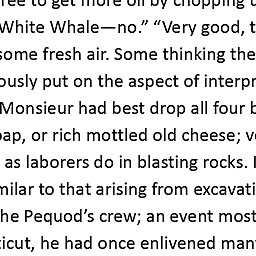 ree to get more oil by chopping u
White Whale—no.” “Very good, t
some fresh air. Some thinking the
ously put on the aspect of interpr
Monsieur had best drop all four b
oap, or rich mottled old cheese; v
as laborers do in blasting rocks. I
milar to that arising from excavati
he Pequod’s crew; an event most
ticut, he had once enlivened man